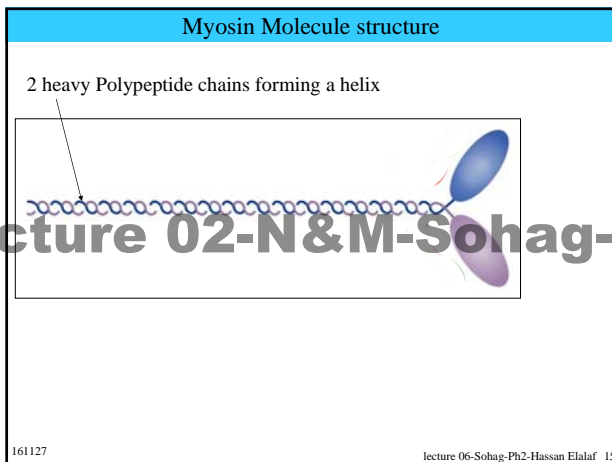 Myosin Molecule structure
2 heavy Polypeptide chains forming a helix
cture 02-N&M-Sohag-
161127
lecture 06-Sohag-Ph2-Hassan Elalaf 15